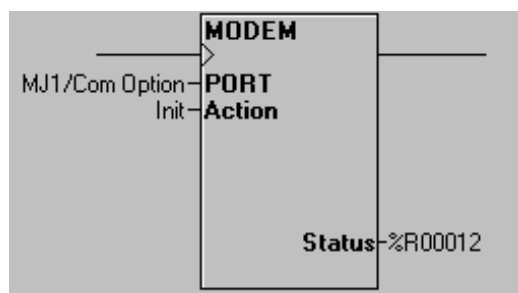 MODEM
MJ1/Com Option PORT
Init Action
Status %R00012